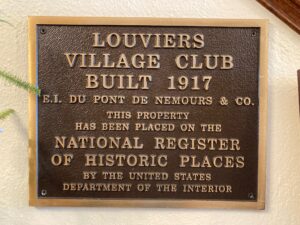 LOUVIERS
VILLAGE CLUB
BUILT 1917
E.I. DU PONT DE NEMOURS & CO.
THIS PROPERTY
HAS BEEN PLACED ON THE
NATIONAL REGISTER
OF HISTORIC PLACES
BY THE UNITED STATES
DEPARTMENT OF THE INTERIOR